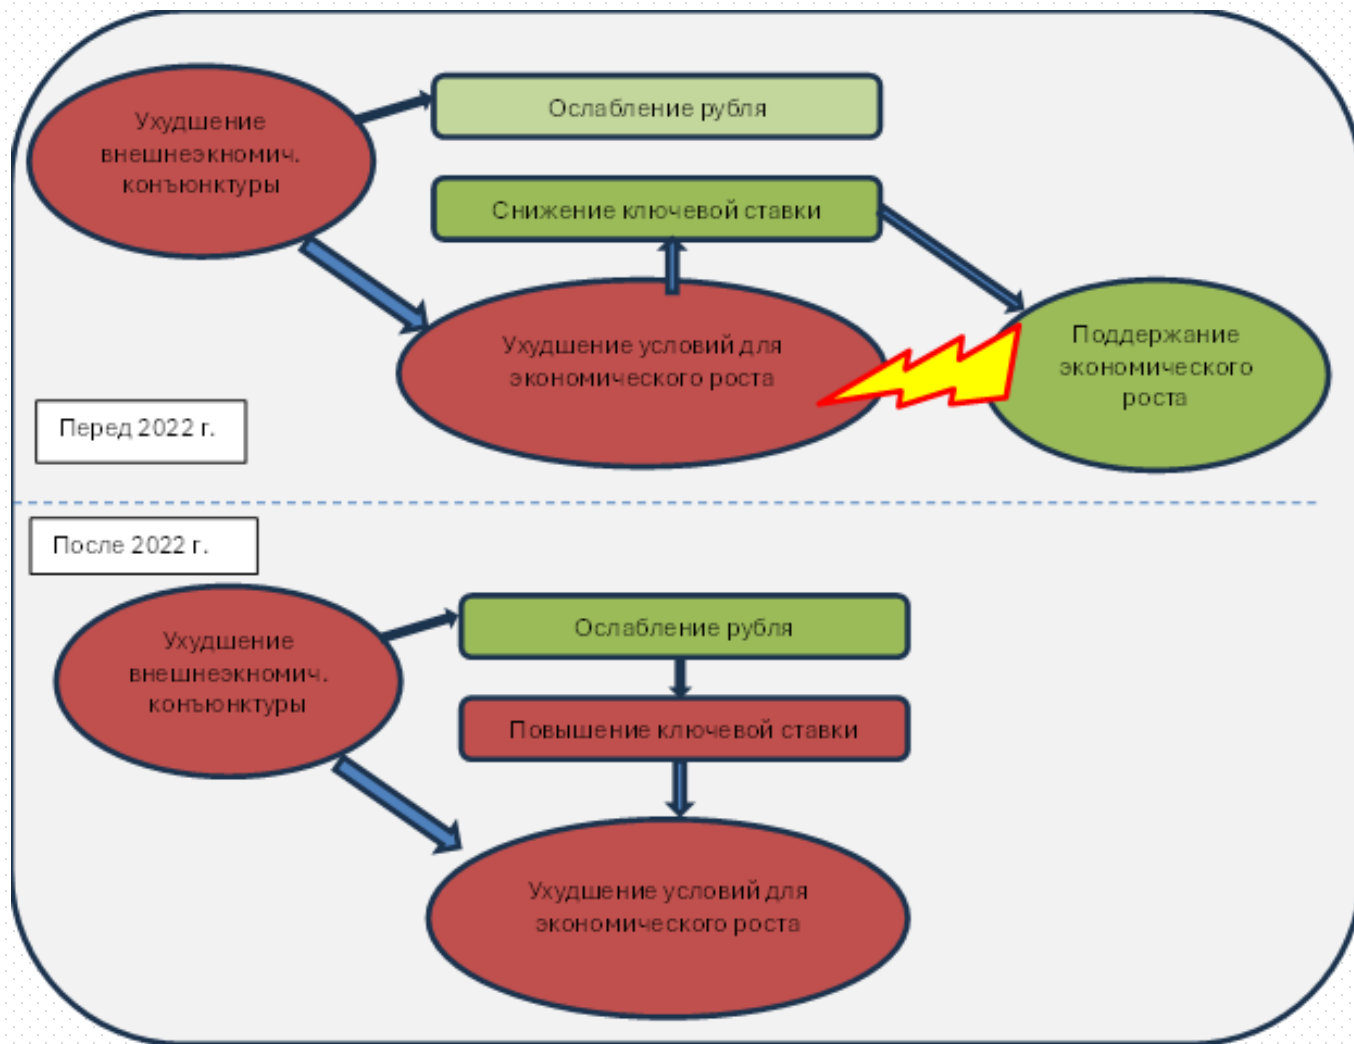 Ухудшение
внешнеэкномич.
конъюнктуры
Ослабление рубля
Снижение ключевой ставки
Ухудшение условий для
экономического роста
Поддержание
экономического
роста
Перед 2022 г.
После 2022 г.
Ухудшение
внешнеэкномич.
конъюнктуры
Ослабление рубля
Повышение ключевой ставки
Ухудшение условий для
экономического роста